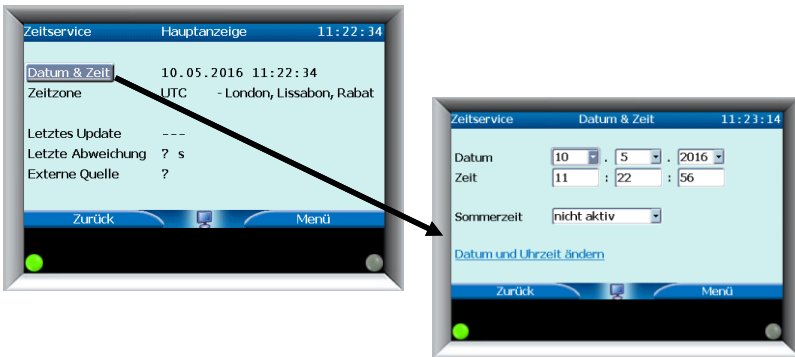 Zeitservice Hauptanzeige 11:22:34
Datum & Zeit 10.05.2016 11:22:34
Zeitzone UTC - London, Lissabon, Rabat
Letztes Update ---
Letzte Abweichung ? s
Externe Quelle ?
Zurück Menü
Zeitservice Datum & Zeit 11:23:14
Datum 10 . 5 . 2016
Zeit 11 : 22 : 56
Sommerzeit nicht aktiv
Datum und Uhrzeit ändern
Zurück Menü